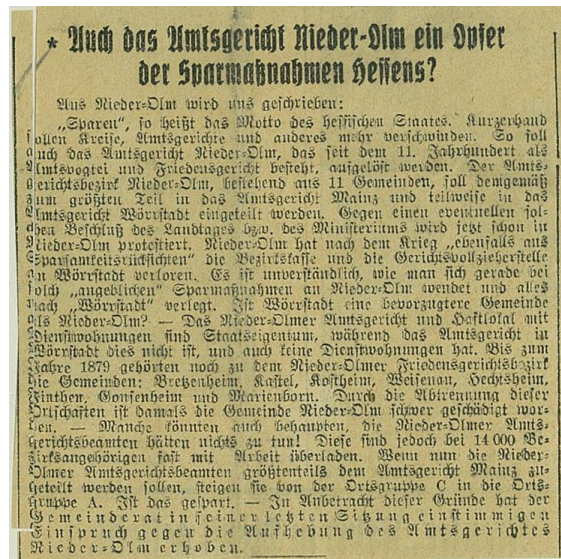 * Auch das Amtsgericht Nieder-Olm ein Opfer
der Sparmaßnahmen Hessens?
Aus Nieder-Olm wird uns geschrieben:
„Sparen“, so heißt das Motto des hessischen Staates. Kurzerhand
sollen Kreise, Amtsgerichte und anderes mehr verschwinden. So soll
auch das Amtsgericht Nieder-Olm, das seit dem 11. Jahrhundert als
Amtsvogtei und Friedensgericht besteht, aufgelöst werden. Der Amts-
gerichtsbezirk Nieder-Olm, bestehend aus 11 Gemeinden, soll demgemäß
zum größten Teil in das Amtsgericht Mainz und teilweise in das
Amtsgericht Wörrstadt eingeteilt werden. Gegen einen eventuellen sol-
chen Beschluß des Landtages bzw. des Ministeriums wird jetzt schon in
Nieder-Olm protestiert. Nieder-Olm hat nach dem Krieg „ebenfalls aus
Sparsamkeitsrücksichten“ die Bezirkskasse und die Gerichtsvollzieherstelle
an Wörrstadt verloren. Es ist unverständlich, wie man sich gerade bei
solch „angeblichen“ Sparmaßnahmen an Nieder-Olm wendet und alles
nach „Wörrstadt“ verlegt. Ist Wörrstadt eine bevorzugtere Gemeinde
als Nieder-Olm? — Das Nieder-Olmer Amtsgericht und Haftlokal mit
Dienstwohnungen sind Staatseigentum, während das Amtsgericht in
Wörrstadt dies nicht ist, und auch keine Dienstwohnungen hat. Bis zum
Jahre 1879 gehörten noch zu dem Nieder-Olmer Friedensgerichtsbezirk
die Gemeinden: Bretzenheim, Kastel, Kostheim, Weisenau, Hechtsheim,
Finthen, Gonsenheim und Marienborn. Durch die Abtrennung dieser
Ortschaften ist damals die Gemeinde Nieder-Olm schwer geschädigt wor-
den. — Manche könnten auch behaupten, die Nieder-Olmer Amts-
gerichtsbeamten hätten nichts zu tun! Diese sind jedoch bei 14 000 Be-
zirksangehörigen fast mit Arbeit überladen. Wenn nun die Nieder-
Olmer Amtsgerichtsbeamten größtenteils dem Amtsgericht Mainz zu-
geteilt werden sollen, steigen sie von der Ortsgruppe C in die Orts-
gruppe A. Ist das gespart. — In Anbetracht dieser Gründe hat der
Gemeinderat in seiner letzten Sitzung einstimmigen
Einspruch gegen die Aufhebung des Amtsgerichtes
Nieder-Olm erhoben.